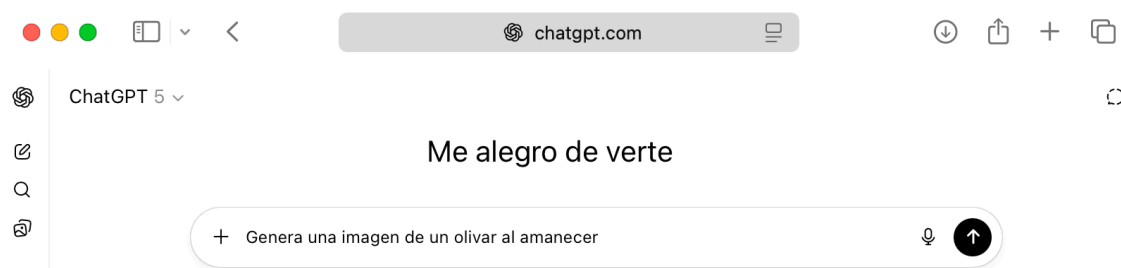 chatgpt.com
ChatGPT 5
Me alegro de verte
Genera una imagen de un olivar al amanecer